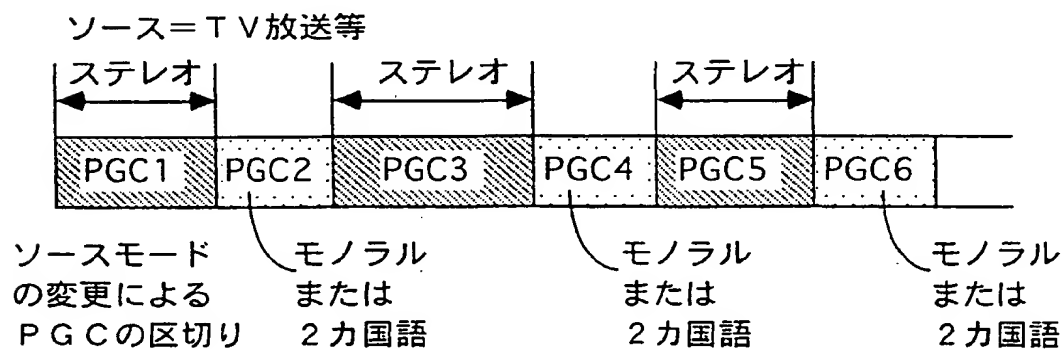 ソース＝ＴＶ放送等
ステレオ ステレオ ステレオ
PGC1 PGC2 PGC3 PGC4 PGC5 PGC6
ソースモード
の変更による
ＰＧＣの区切り
モノラル
または
２カ国語
モノラル
または
２カ国語
モノラル
または
２カ国語